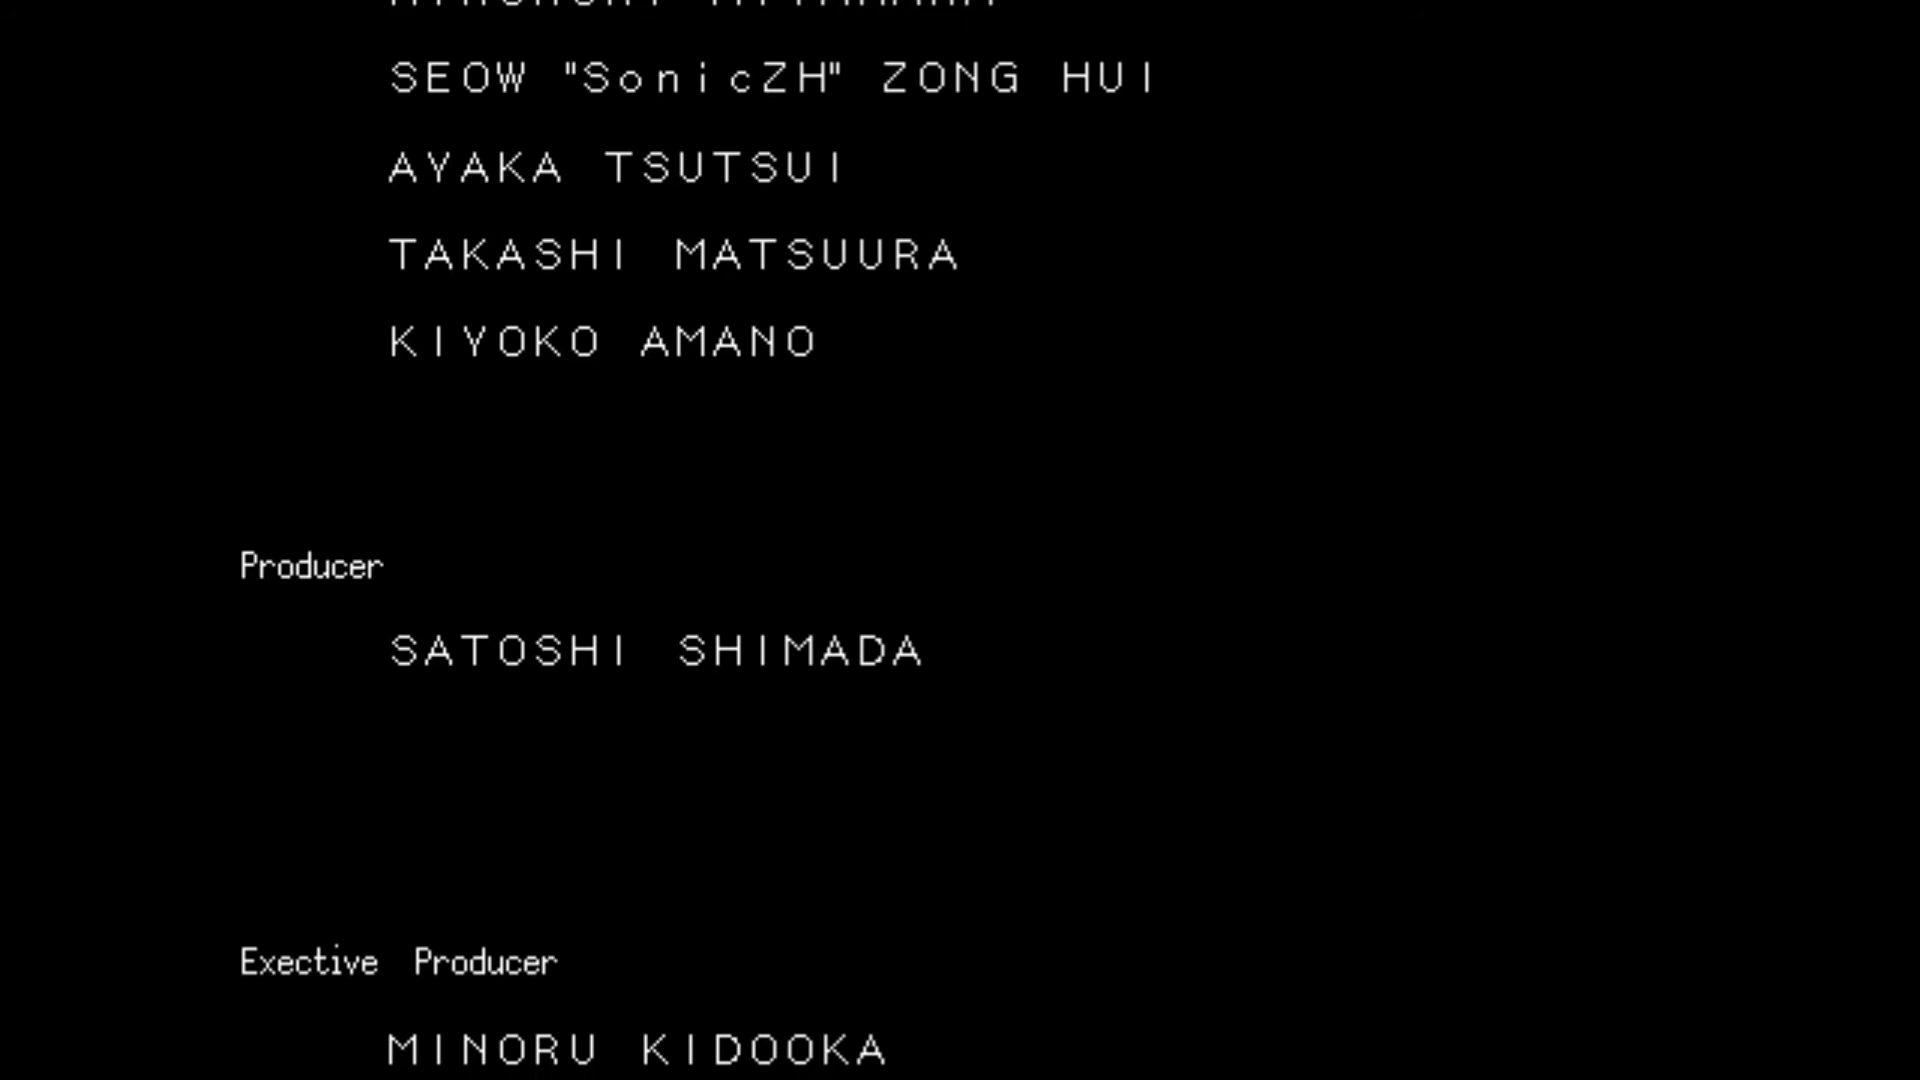 SEOW "SonicZH" ZONG HUI
AYAKA TSUTSUI
TAKASHI MATSUURA
KIYOKO AMANO
Producer
SATOSHI SHIMADA
Exective Producer
MINORU KIDOOKA